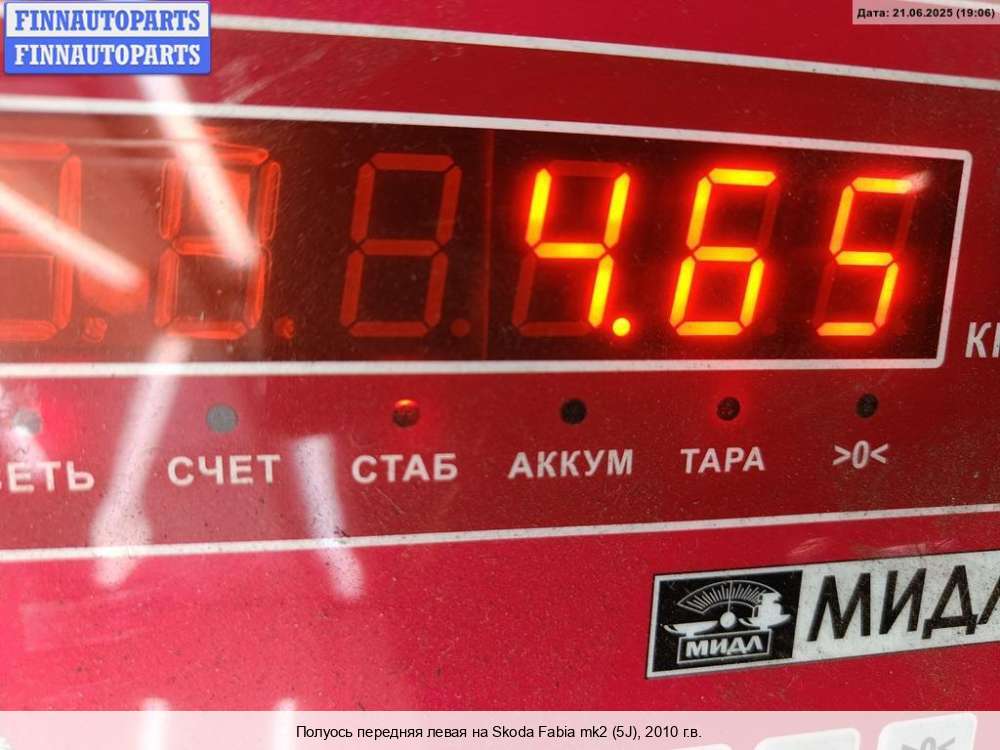 FINNAUTOPARTS
FINNAUTOPARTS
Дата: 21.06.2025 (19:06)
4.65
СЧЕТ СТАБ АККУМ ТАРА >0<
МИДЛ
Полуось передняя левая на Skoda Fabia mk2 (5J), 2010 г.в.